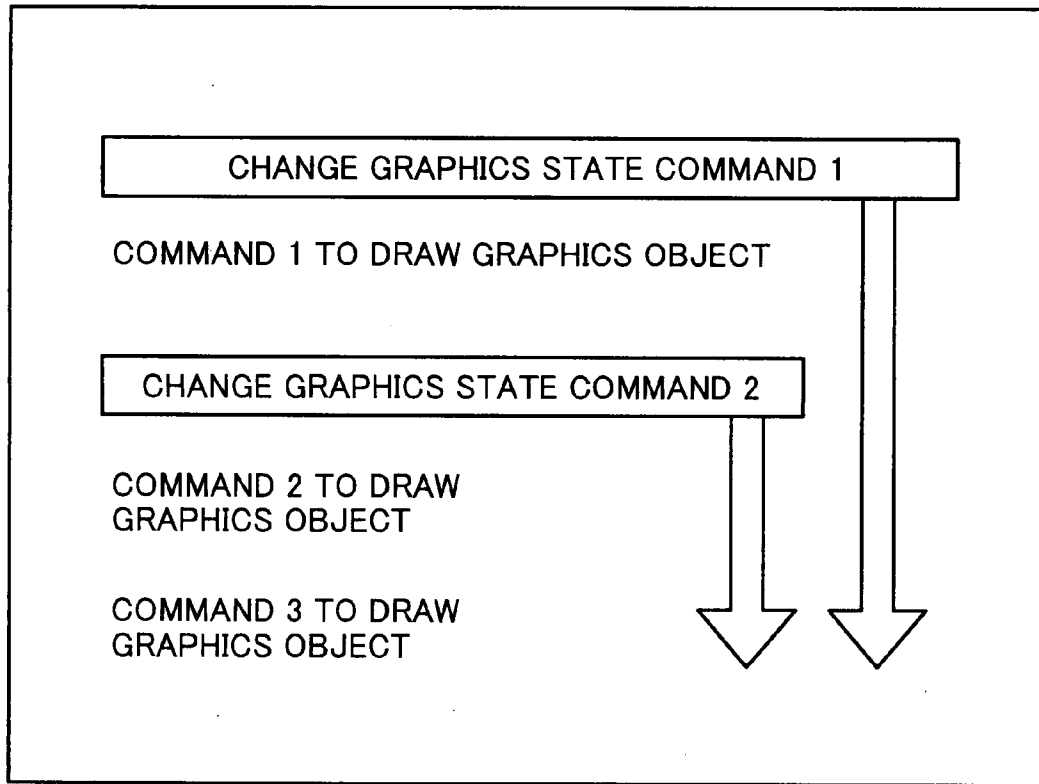 CHANGE GRAPHICS STATE COMMAND 1
COMMAND 1 TO DRAW GRAPHICS OBJECT
CHANGE GRAPHICS STATE COMMAND 2
COMMAND 2 TO DRAW
GRAPHICS OBJECT
COMMAND 3 TO DRAW
GRAPHICS OBJECT